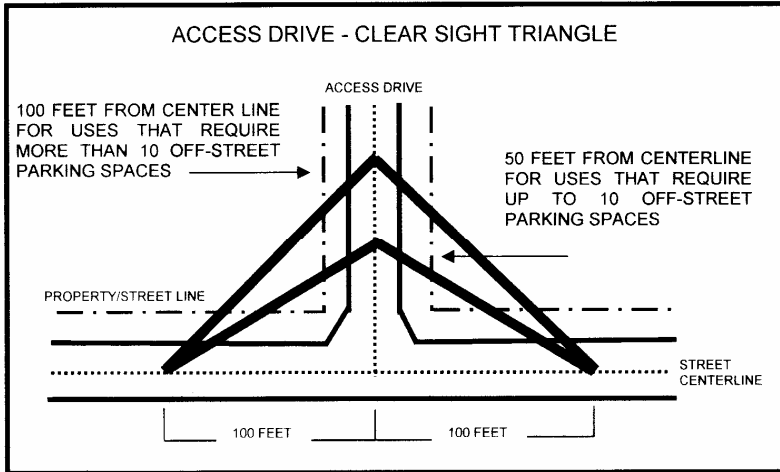 ACCESS DRIVE - CLEAR SIGHT TRIANGLE
ACCESS DRIVE
100 FEET FROM CENTER LINE
FOR USES THAT REQUIRE
MORE THAN 10 OFF-STREET
PARKING SPACES
50 FEET FROM CENTERLINE
FOR USES THAT REQUIRE
UP TO 10 OFF-STREET
PARKING SPACES
PROPERTY/STREET LINE
STREET
CENTERLINE
100 FEET
100 FEET